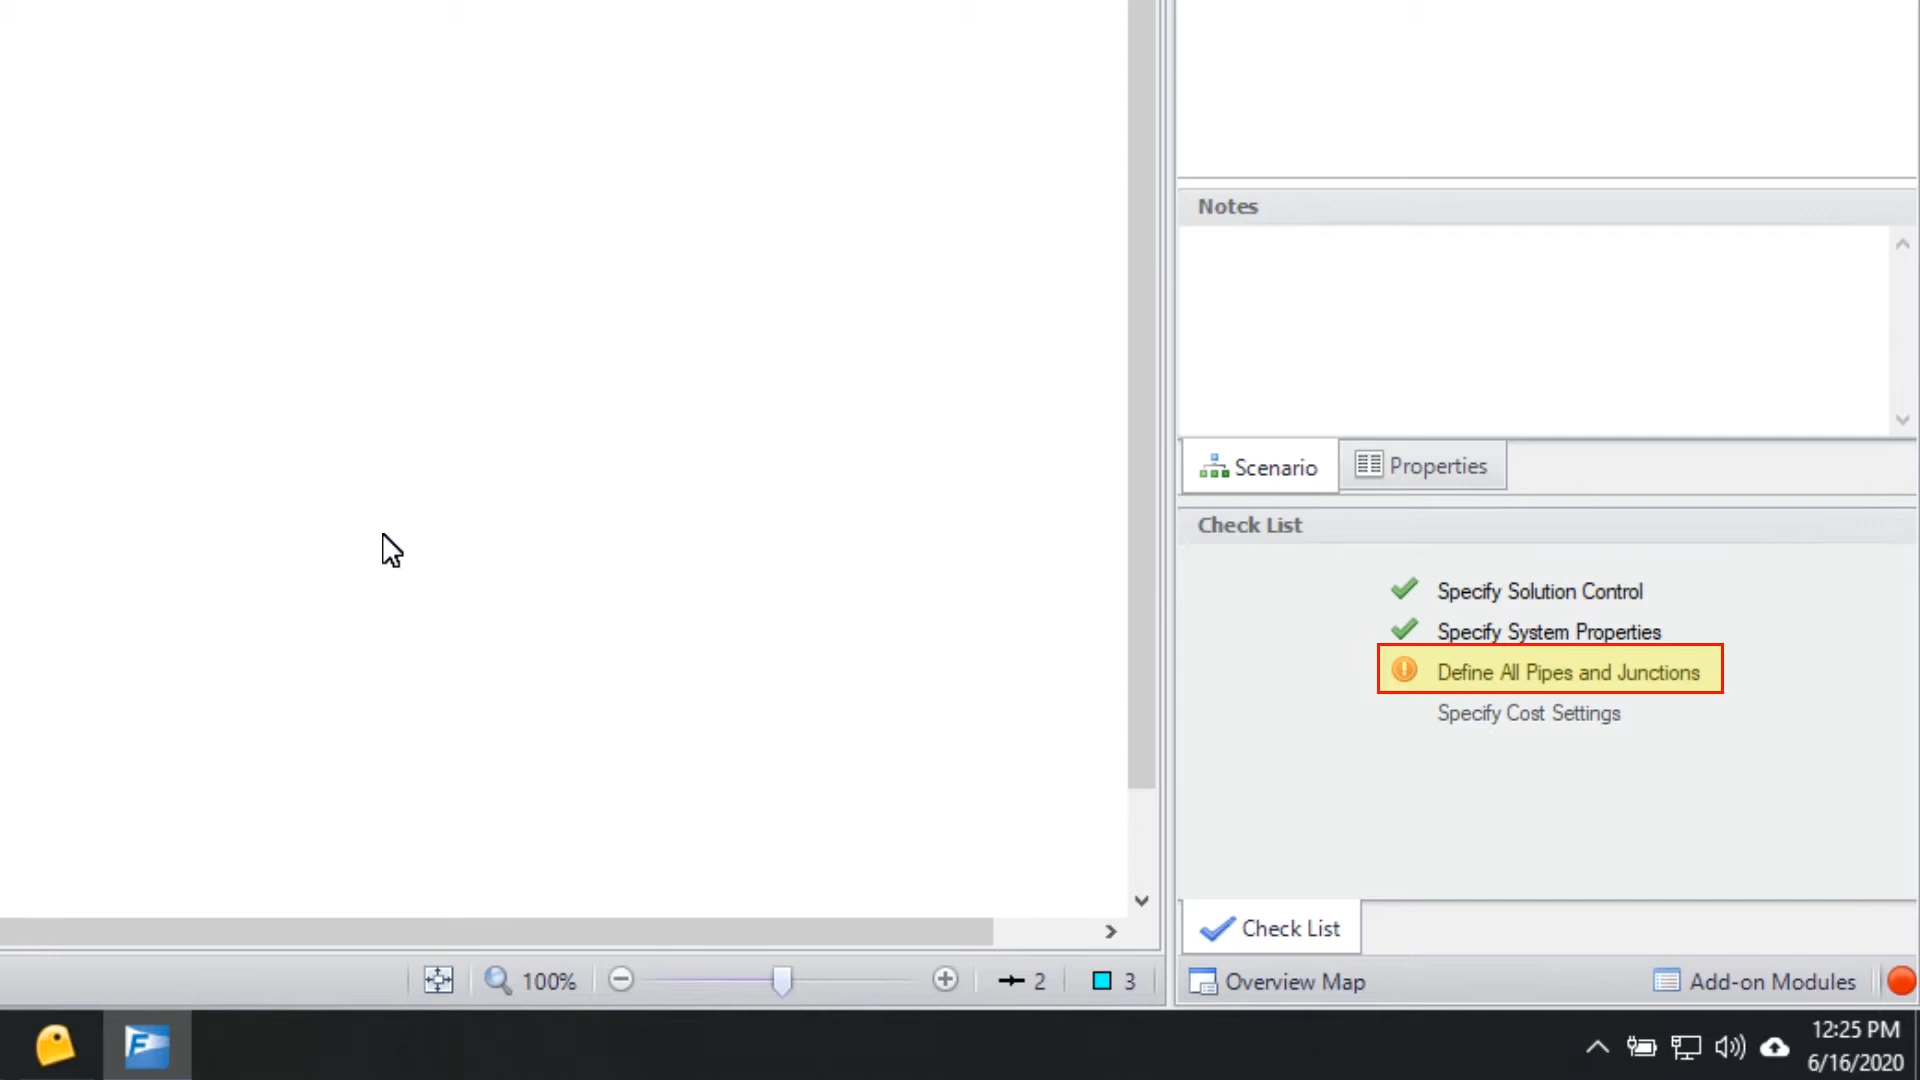 Notes
Scenario
Properties
Check List
Specify Solution Control
Specify System Properties
Define All Pipes and Junctions
Specify Cost Settings
Check List
100%
2
3
Overview Map
Add-on Modules
12:25 PM
6/16/2020